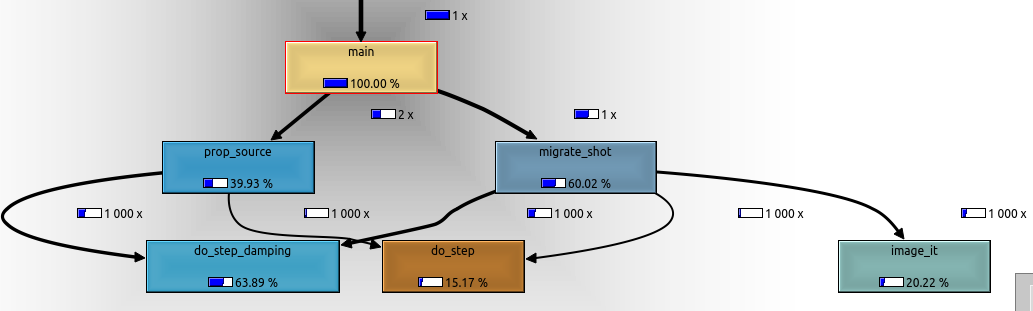 1 x
main
100.00 %
2 x
1 x
prop_source
39.93 %
migrate_shot
60.02 %
1 000 x
1 000 x
1 000 x
1 000 x
1 000 x
do_step_damping
63.89 %
do_step
15.17 %
image_it
20.22 %